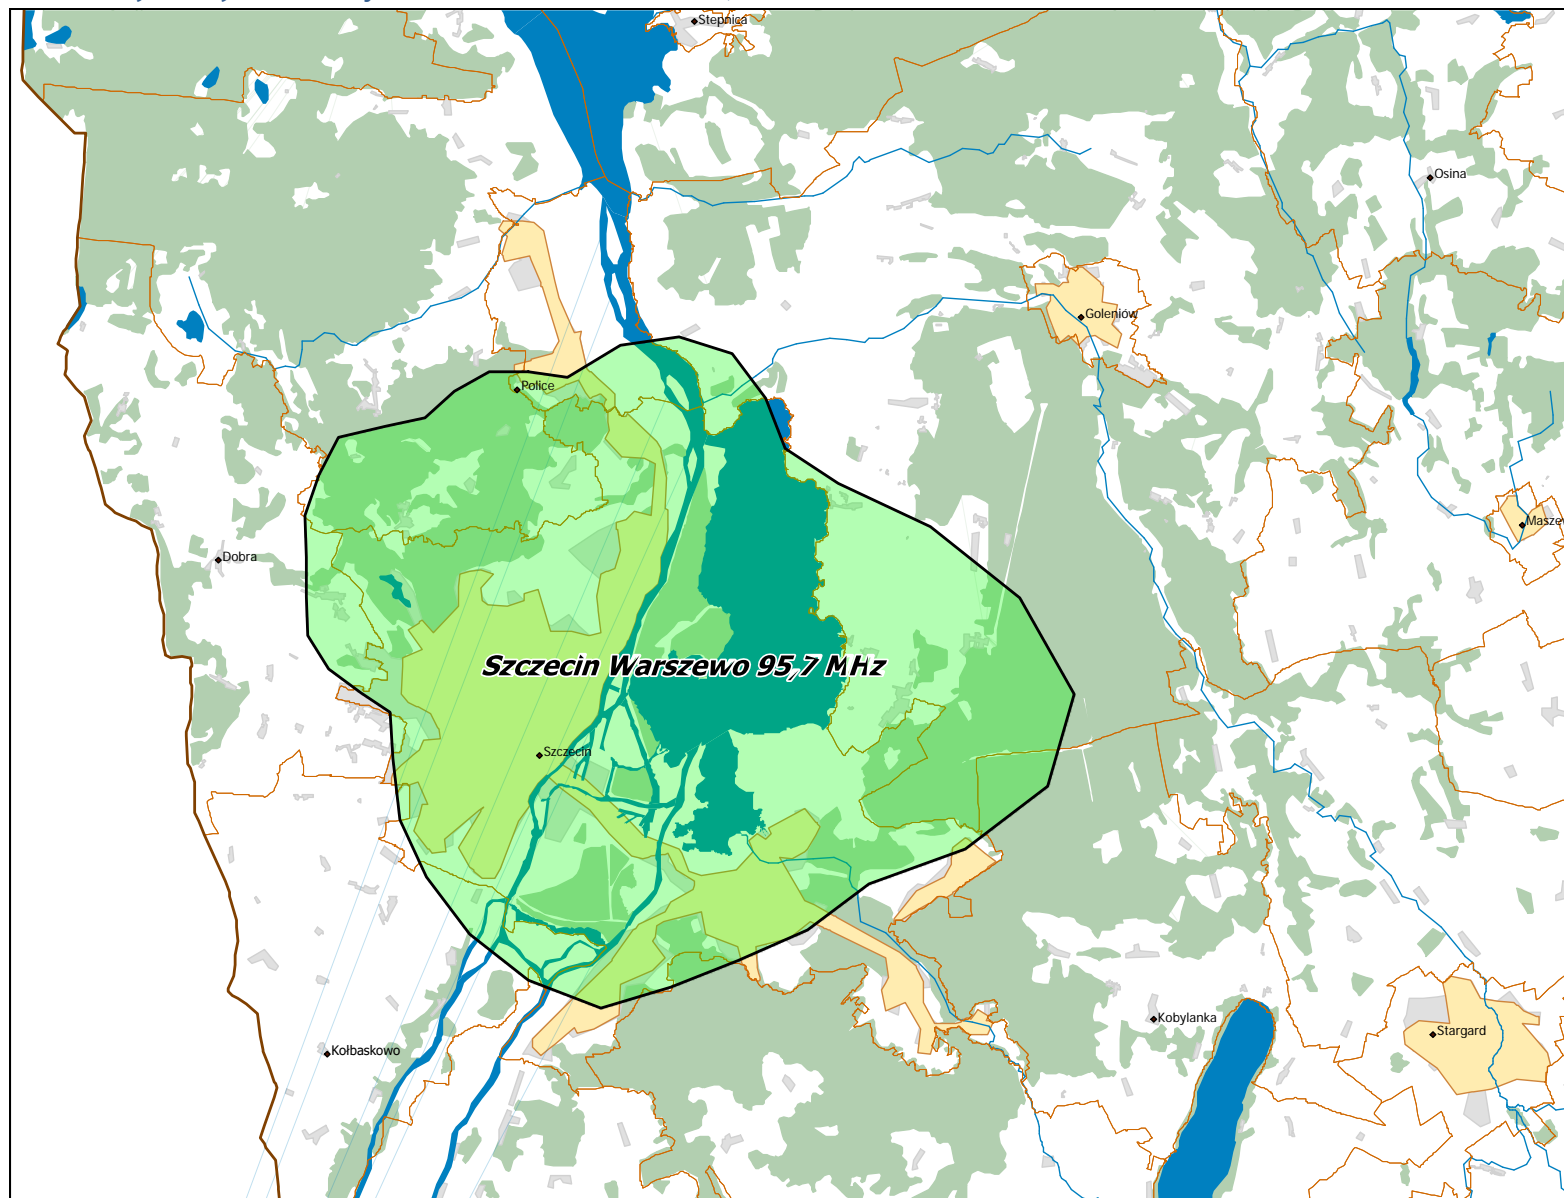 Stepnica
Osina
Goleniów
Police
Maszew
Dobra
Szczecin Warszewo 95,7 MHz
Szczecin
Kobylanka
Stargard
Kołbaskowo